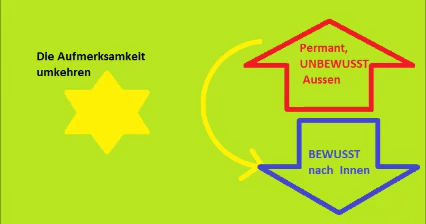 Die Aufmerksamkeit
umkehren
Permant,
UNBEWUSST
Aussen
BEWUSST
nach Innen